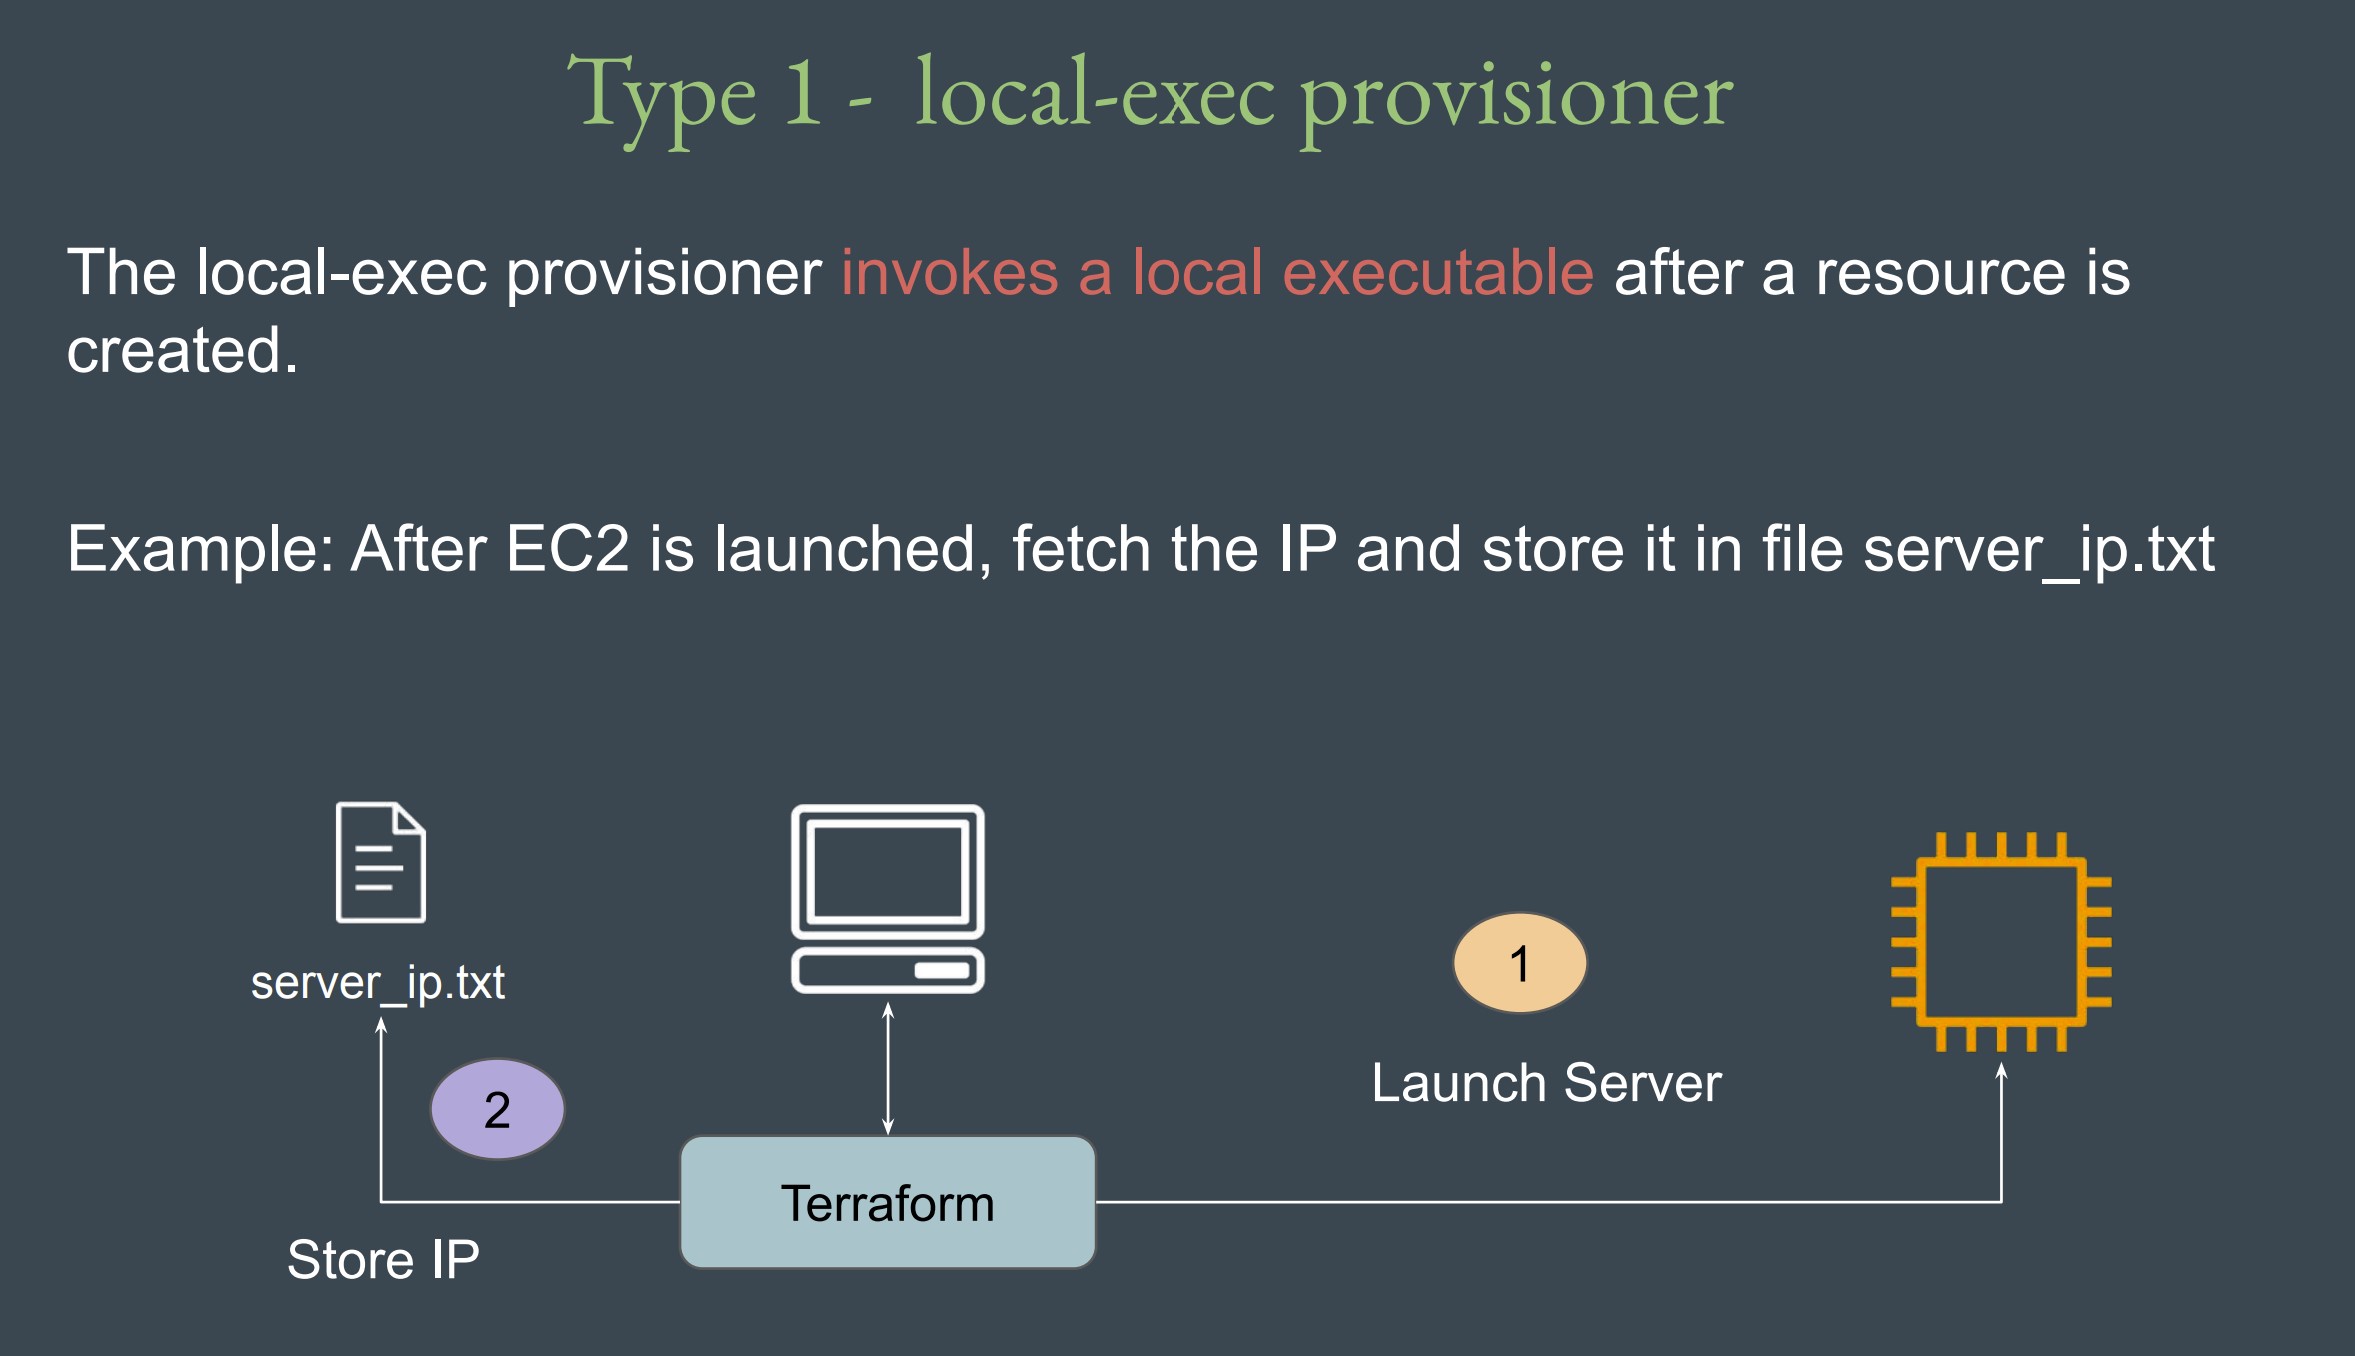 Type 1 - local-exec provisioner
The local-exec provisioner invokes a local executable after a resource is
created.
Example: After EC2 is launched, fetch the IP and store it in file server_ip.txt
server_ip.txt
1
Launch Server
2
Terraform
Store IP